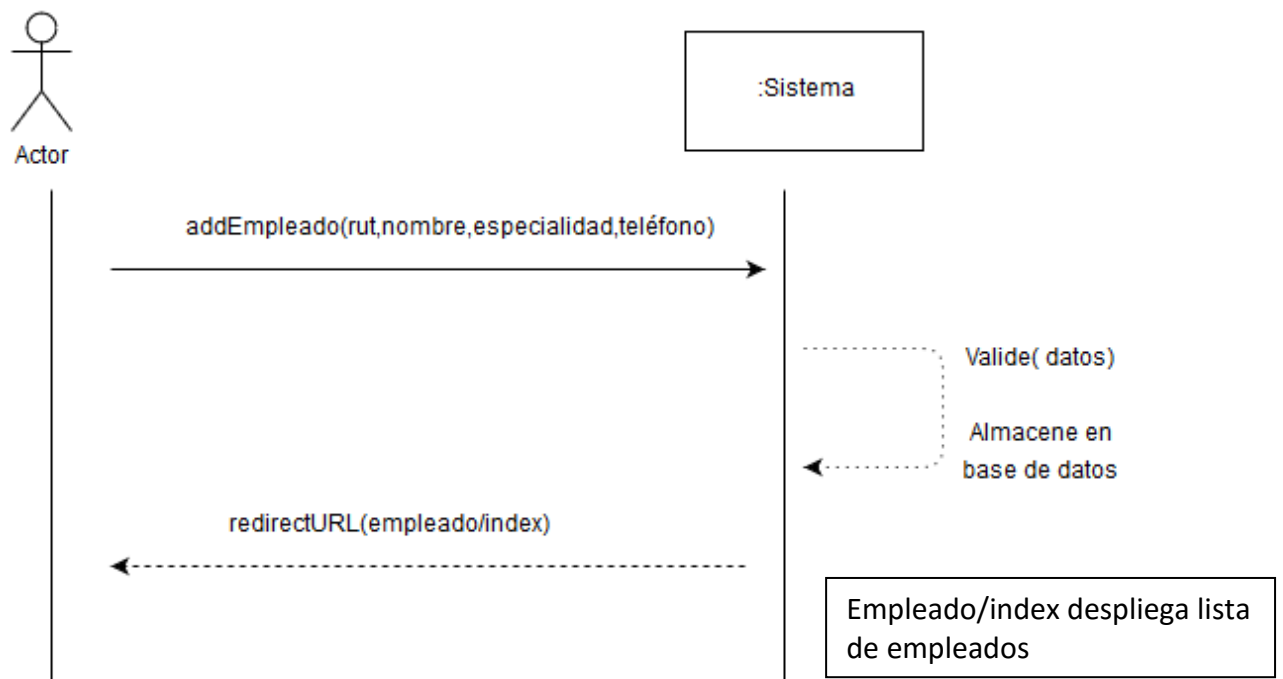 :Sistema
Actor
addEmpleado(rut,nombre,especialidad,teléfono)
Valide( datos)
Almacene en
base de datos
redirectURL(empleado/index)
Empleado/index despliega lista
de empleados